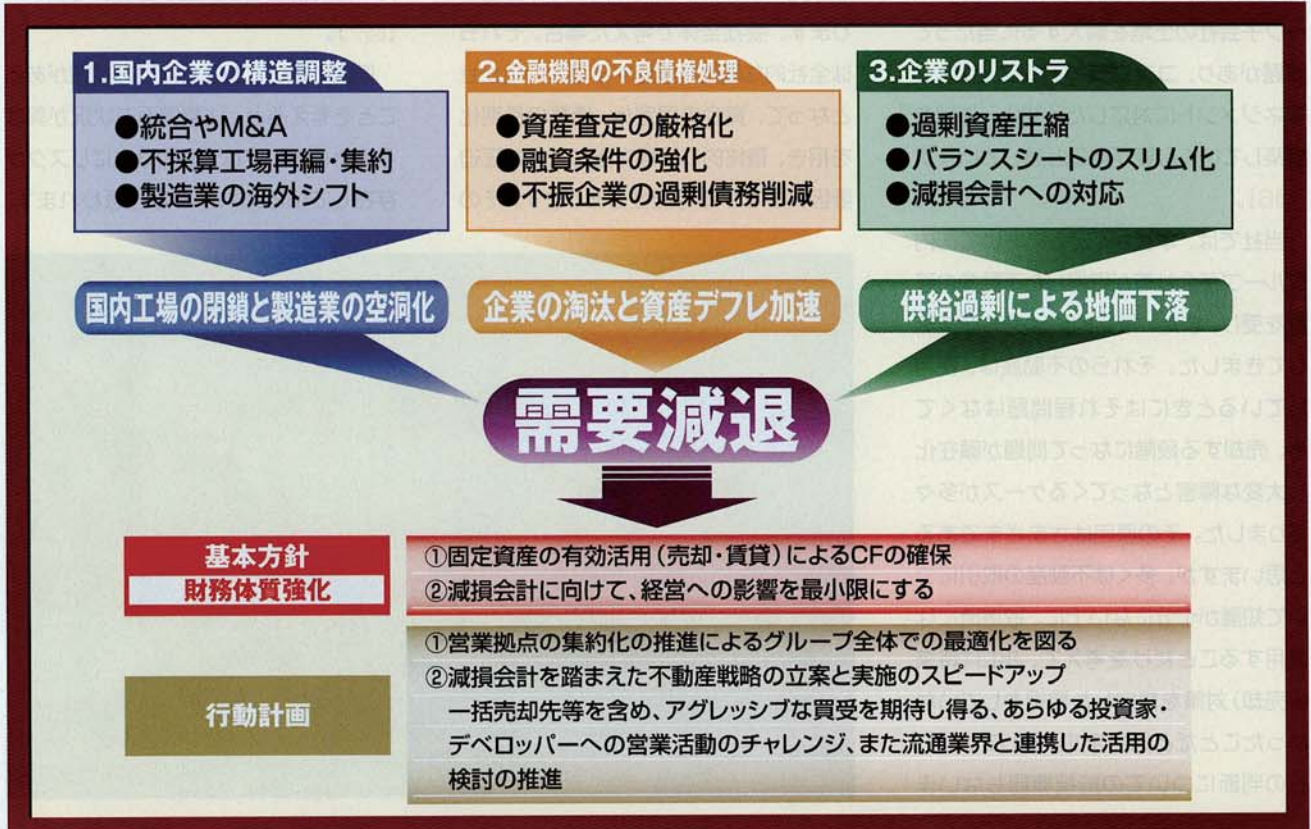 1.国内企業の構造調整
●統合やM&A
●不採算工場再編・集約
●製造業の海外シフト
2.金融機関の不良債権処理
●資産査定の厳格化
●融資条件の強化
●不振企業の過剰債務削減
3.企業のリストラ
●過剰資産圧縮
●バランスシートのスリム化
●減損会計への対応
国内工場の閉鎖と製造業の空洞化
企業の淘汰と資産デフレ加速
供給過剰による地価下落
需要減退
基本方針
財務体質強化
①固定資産の有効活用(売却・賃貸)によるCFの確保
②減損会計に向けて、経営への影響を最小限にする
行動計画
①営業拠点の集約化の推進によるグループ全体での最適化を図る
②減損会計を踏まえた不動産戦略の立案と実施のスピードアップ
一括売却先等を含め、アグレッシブな買受を期待し得る、あらゆる投資家・
デベロッパーへの営業活動のチャレンジ、また流通業界と連携した活用の
検討の推進